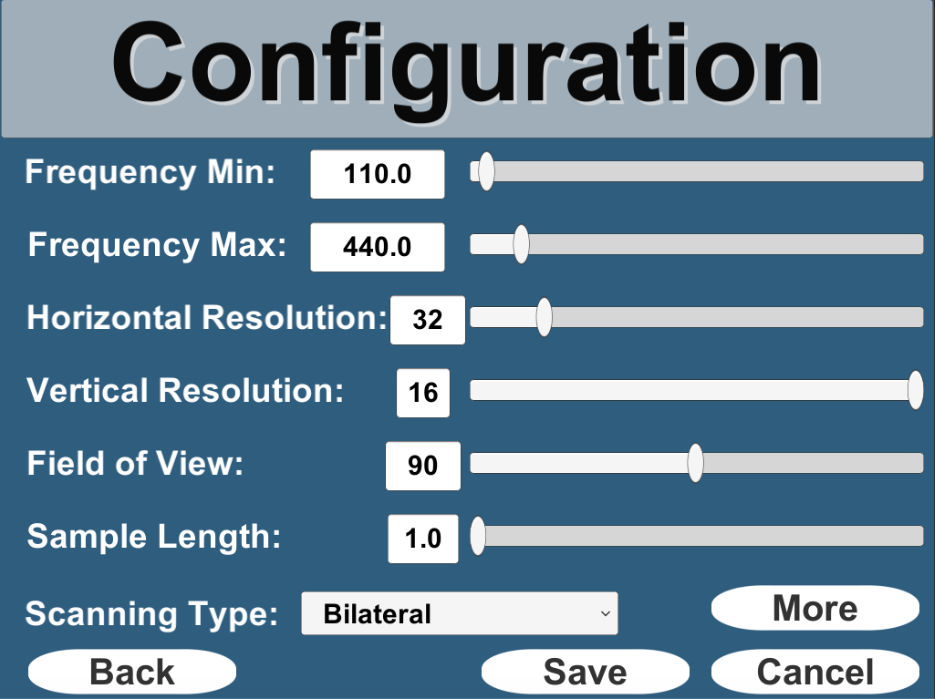 Configuration
Frequency Min: 110.0
Frequency Max: 440.0
Horizontal Resolution: 32
Vertical Resolution: 16
Field of View: 90
Sample Length: 1.0
Scanning Type: Bilateral
More
Back Save Cancel